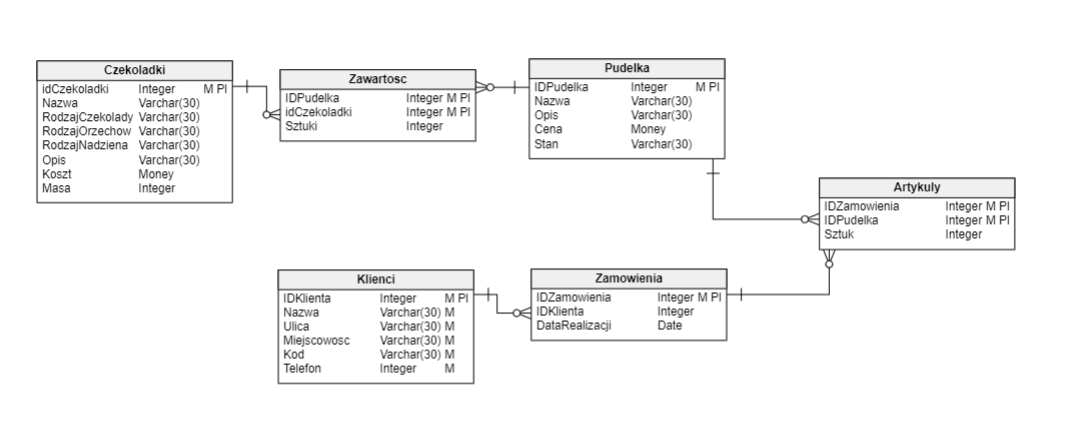 Czekoladki
idCzekoladki Integer M PI
Nazwa Varchar(30)
RodzajCzekolady Varchar(30)
RodzajOrzechow Varchar(30)
RodzajNadziena Varchar(30)
Opis Varchar(30)
Koszt Money
Masa Integer
Zawartosc
IDPudelka Integer M PI
idCzekoladki Integer M PI
Sztuki Integer
Pudelka
IDPudelka Integer M PI
Nazwa Varchar(30)
Opis Varchar(30)
Cena Money
Stan Varchar(30)
Artykuly
IDZamowienia Integer M PI
IDPudelka Integer M PI
Sztuk Integer
Klienci
IDKlienta Integer M PI
Nazwa Varchar(30) M
Ulica Varchar(30) M
Miejscowosc Varchar(30) M
Kod Varchar(30) M
Telefon Integer M
Zamowienia
IDZamowienia Integer M PI
IDKlienta Integer
DataRealizacji Date